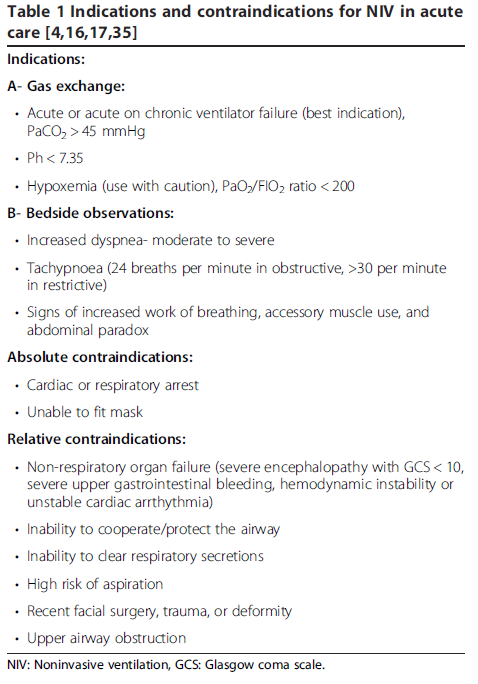 Table 1 Indications and contraindications for NIV in acute
care [4,16,17,35]
Indications:
A- Gas exchange:
• Acute or acute on chronic ventilator failure (best indication),
PaCO2 > 45 mmHg
• Ph < 7.35
• Hypoxemia (use with caution), PaO2/FIO2 ratio < 200
B- Bedside observations:
• Increased dyspnea- moderate to severe
• Tachypnoea (24 breaths per minute in obstructive, >30 per minute
in restrictive)
• Signs of increased work of breathing, accessory muscle use, and
abdominal paradox
Absolute contraindications:
• Cardiac or respiratory arrest
• Unable to fit mask
Relative contraindications:
• Non-respiratory organ failure (severe encephalopathy with GCS < 10,
severe upper gastrointestinal bleeding, hemodynamic instability or
unstable cardiac arrthythmia)
• Inability to cooperate/protect the airway
• Inability to clear respiratory secretions
• High risk of aspiration
• Recent facial surgery, trauma, or deformity
• Upper airway obstruction
NIV: Noninvasive ventilation, GCS: Glasgow coma scale.